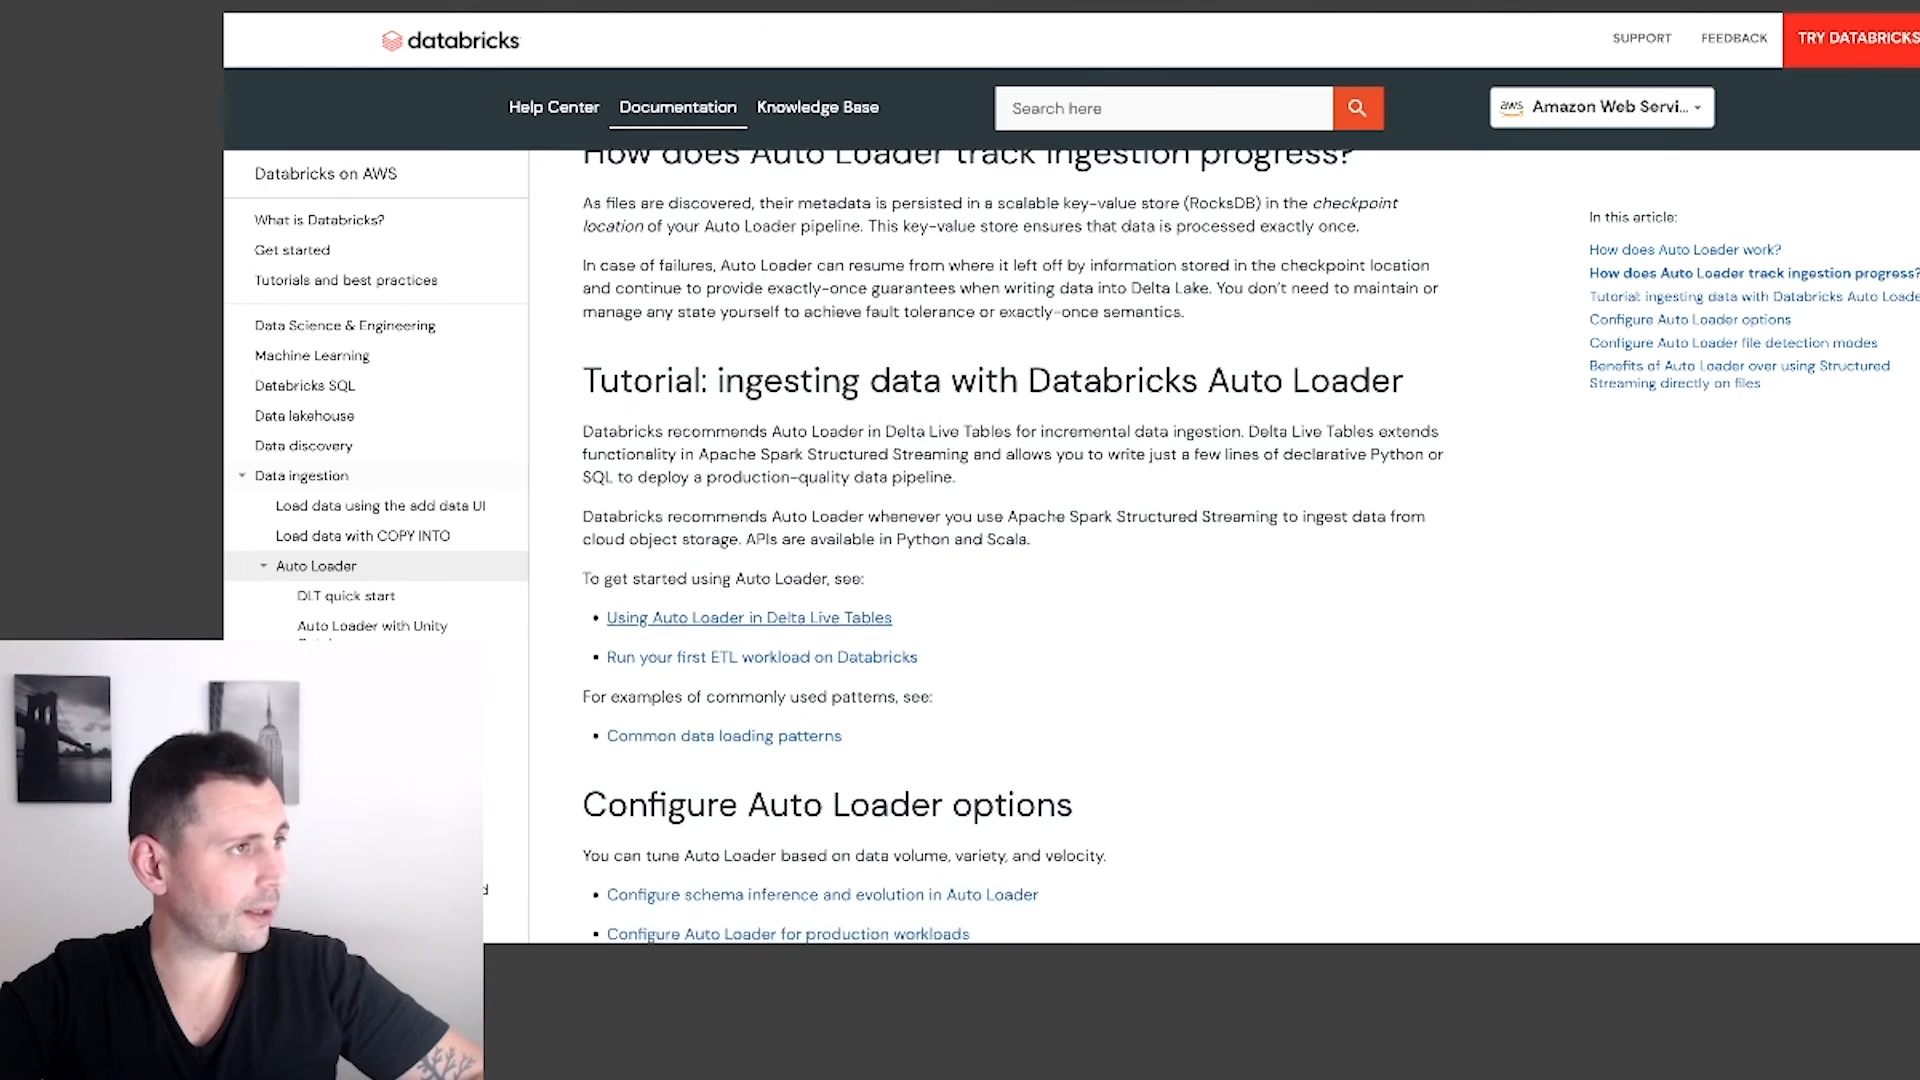 databricks
SUPPORT
FEEDBACK
TRY DATABRICKS
Help Center
Documentation
Knowledge Base
Search here
aws Amazon Web Servi...
Databricks on AWS
What is Databricks?
Get started
Tutorials and best practices
Data Science & Engineering
Machine Learning
Databricks SQL
Data lakehouse
Data discovery
Data ingestion
Load data using the add data UI
Load data with COPY INTO
Auto Loader
DLT quick start
Auto Loader with Unity
How does Auto Loader track ingestion progress?
As files are discovered, their metadata is persisted in a scalable key-value store (RocksDB) in the checkpoint
location of your Auto Loader pipeline. This key-value store ensures that data is processed exactly once.
In case of failures, Auto Loader can resume from where it left off by information stored in the checkpoint location
and continue to provide exactly-once guarantees when writing data into Delta Lake. You don't need to maintain or
manage any state yourself to achieve fault tolerance or exactly-once semantics.
Tutorial: ingesting data with Databricks Auto Loader
Databricks recommends Auto Loader in Delta Live Tables for incremental data ingestion. Delta Live Tables extends
functionality in Apache Spark Structured Streaming and allows you to write just a few lines of declarative Python or
SQL to deploy a production-quality data pipeline.
Databricks recommends Auto Loader whenever you use Apache Spark Structured Streaming to ingest data from
cloud object storage. APIs are available in Python and Scala.
To get started using Auto Loader, see:
• Using Auto Loader in Delta Live Tables
• Run your first ETL workload on Databricks
For examples of commonly used patterns, see:
• Common data loading patterns
Configure Auto Loader options
You can tune Auto Loader based on data volume, variety, and velocity.
• Configure schema inference and evolution in Auto Loader
• Configure Auto Loader for production workloads
In this article:
How does Auto Loader work?
How does Auto Loader track ingestion progress?
Tutorial: ingesting data with Databricks Auto Loade
Configure Auto Loader options
Configure Auto Loader file detection modes
Benefits of Auto Loader over using Structured
Streaming directly on files